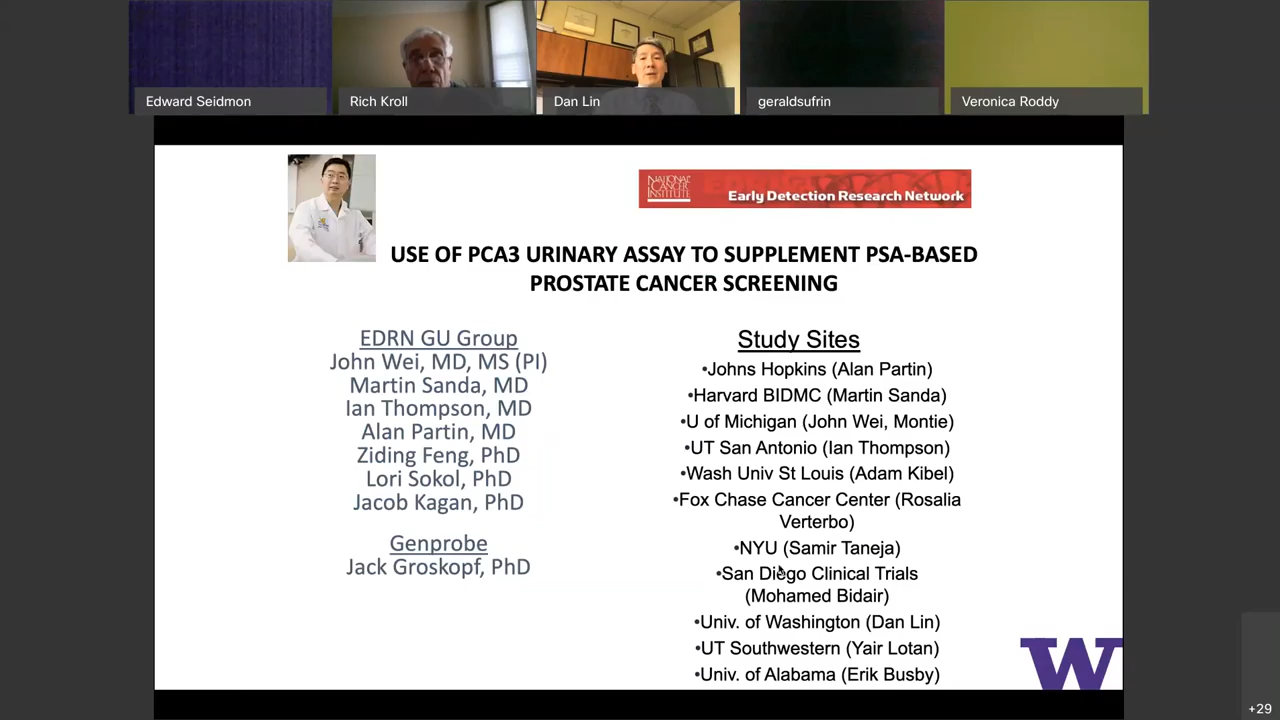 Edward Seidmon
Rich Kroll
Dan Lin
geraldsufrin
Veronica Roddy
NATIONAL
CANCER
INSTITUTE
Early Detection Research Network
USE OF PCA3 URINARY ASSAY TO SUPPLEMENT PSA-BASED
PROSTATE CANCER SCREENING
EDRN GU Group
John Wei, MD, MS (PI)
Martin Sanda, MD
Ian Thompson, MD
Alan Partin, MD
Ziding Feng, PhD
Lori Sokol, PhD
Jacob Kagan, PhD
Genprobe
Jack Groskopf, PhD
Study Sites
•Johns Hopkins (Alan Partin)
•Harvard BIDMC (Martin Sanda)
•U of Michigan (John Wei, Montie)
•UT San Antonio (Ian Thompson)
•Wash Univ St Louis (Adam Kibel)
•Fox Chase Cancer Center (Rosalia
Verterbo)
•NYU (Samir Taneja)
•San Diego Clinical Trials
(Mohamed Bidair)
•Univ. of Washington (Dan Lin)
•UT Southwestern (Yair Lotan)
•Univ. of Alabama (Erik Busby)
W
+29